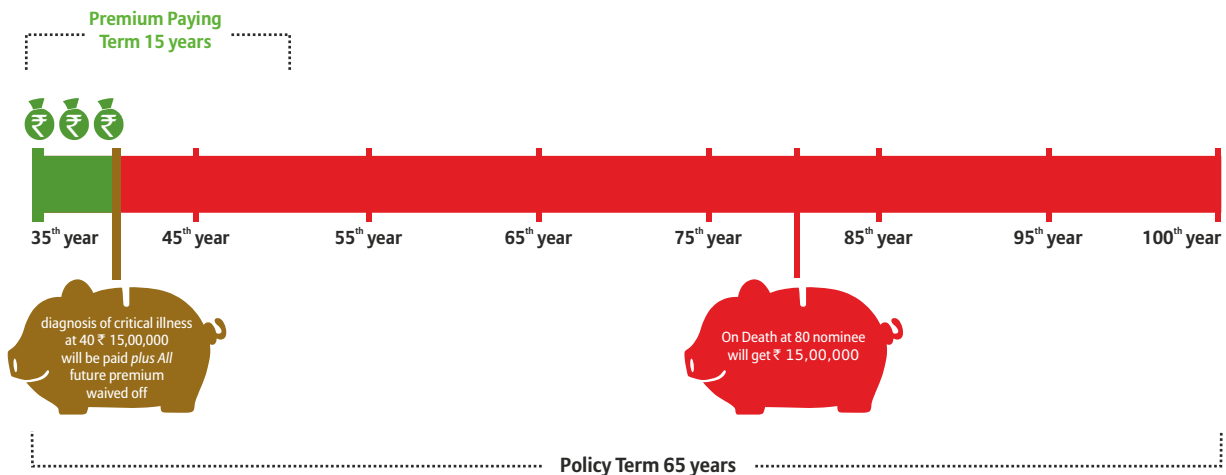 Premium Paying
Term 15 years
₹ ₹ ₹
35th year 45th year 55th year 65th year 75th year 85th year 95th year 100th year
diagnosis of critical illness
at 40 ₹ 15,00,000
will be paid plus All
future premium
waived off
On Death at 80 nominee
will get ₹ 15,00,000
Policy Term 65 years